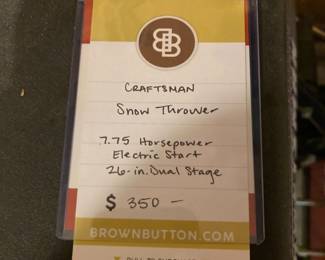 B B
CRAFTSMAN
Snow Thrower
7.75 Horsepower
Electric Start
26-in. Dual Stage
$ 350 –
BROWNBUTTON.COM